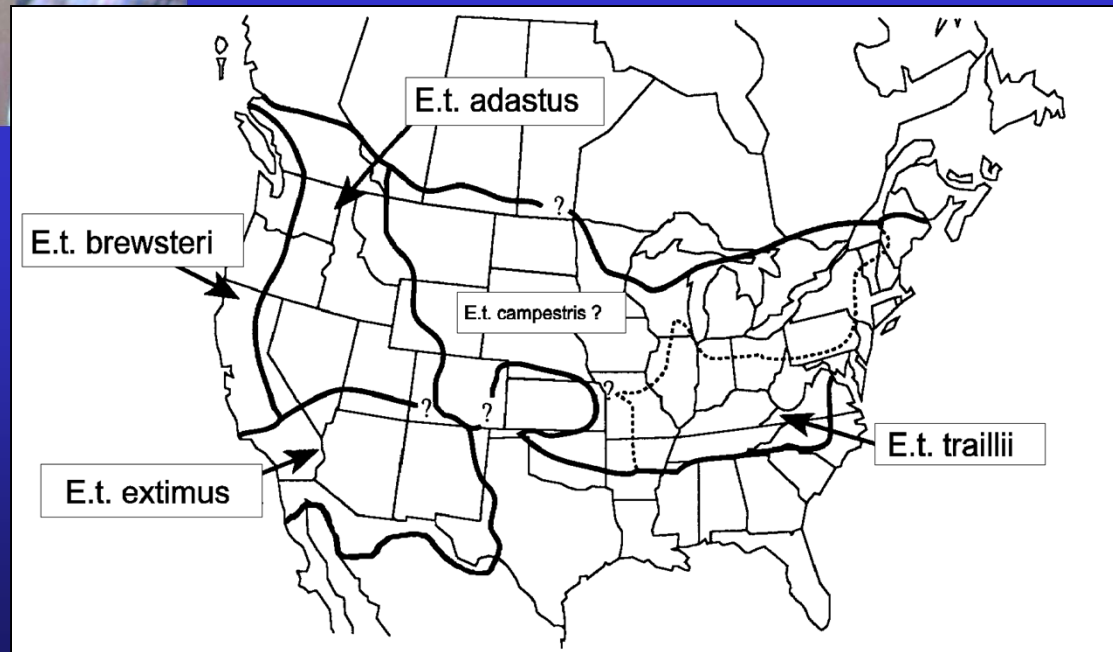 E.t. adastus
?
E.t. brewsteri
E.t. campestris ?
?
?
?
E.t. traillii
E.t. extimus